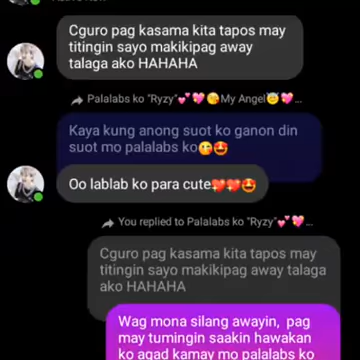 Cguro pag kasama kita tapos may
titingin sayo makikipag away
talaga ako HAHAHA
Palalabs ko "Ryzy"💕💖😘My Angel😇💖...
Kaya kung anong suot ko ganon din
suot mo palalabs ko😉🤩
Oo lablab ko para cute💖💖🤩
You replied to Palalabs ko "Ryzy"💕💖...
Cguro pag kasama kita tapos may
titingin sayo makikipag away talaga
ako HAHAHA
Wag mona silang awayin, pag
may tumingin saakin hawakan
ko agad kamay mo palalabs ko